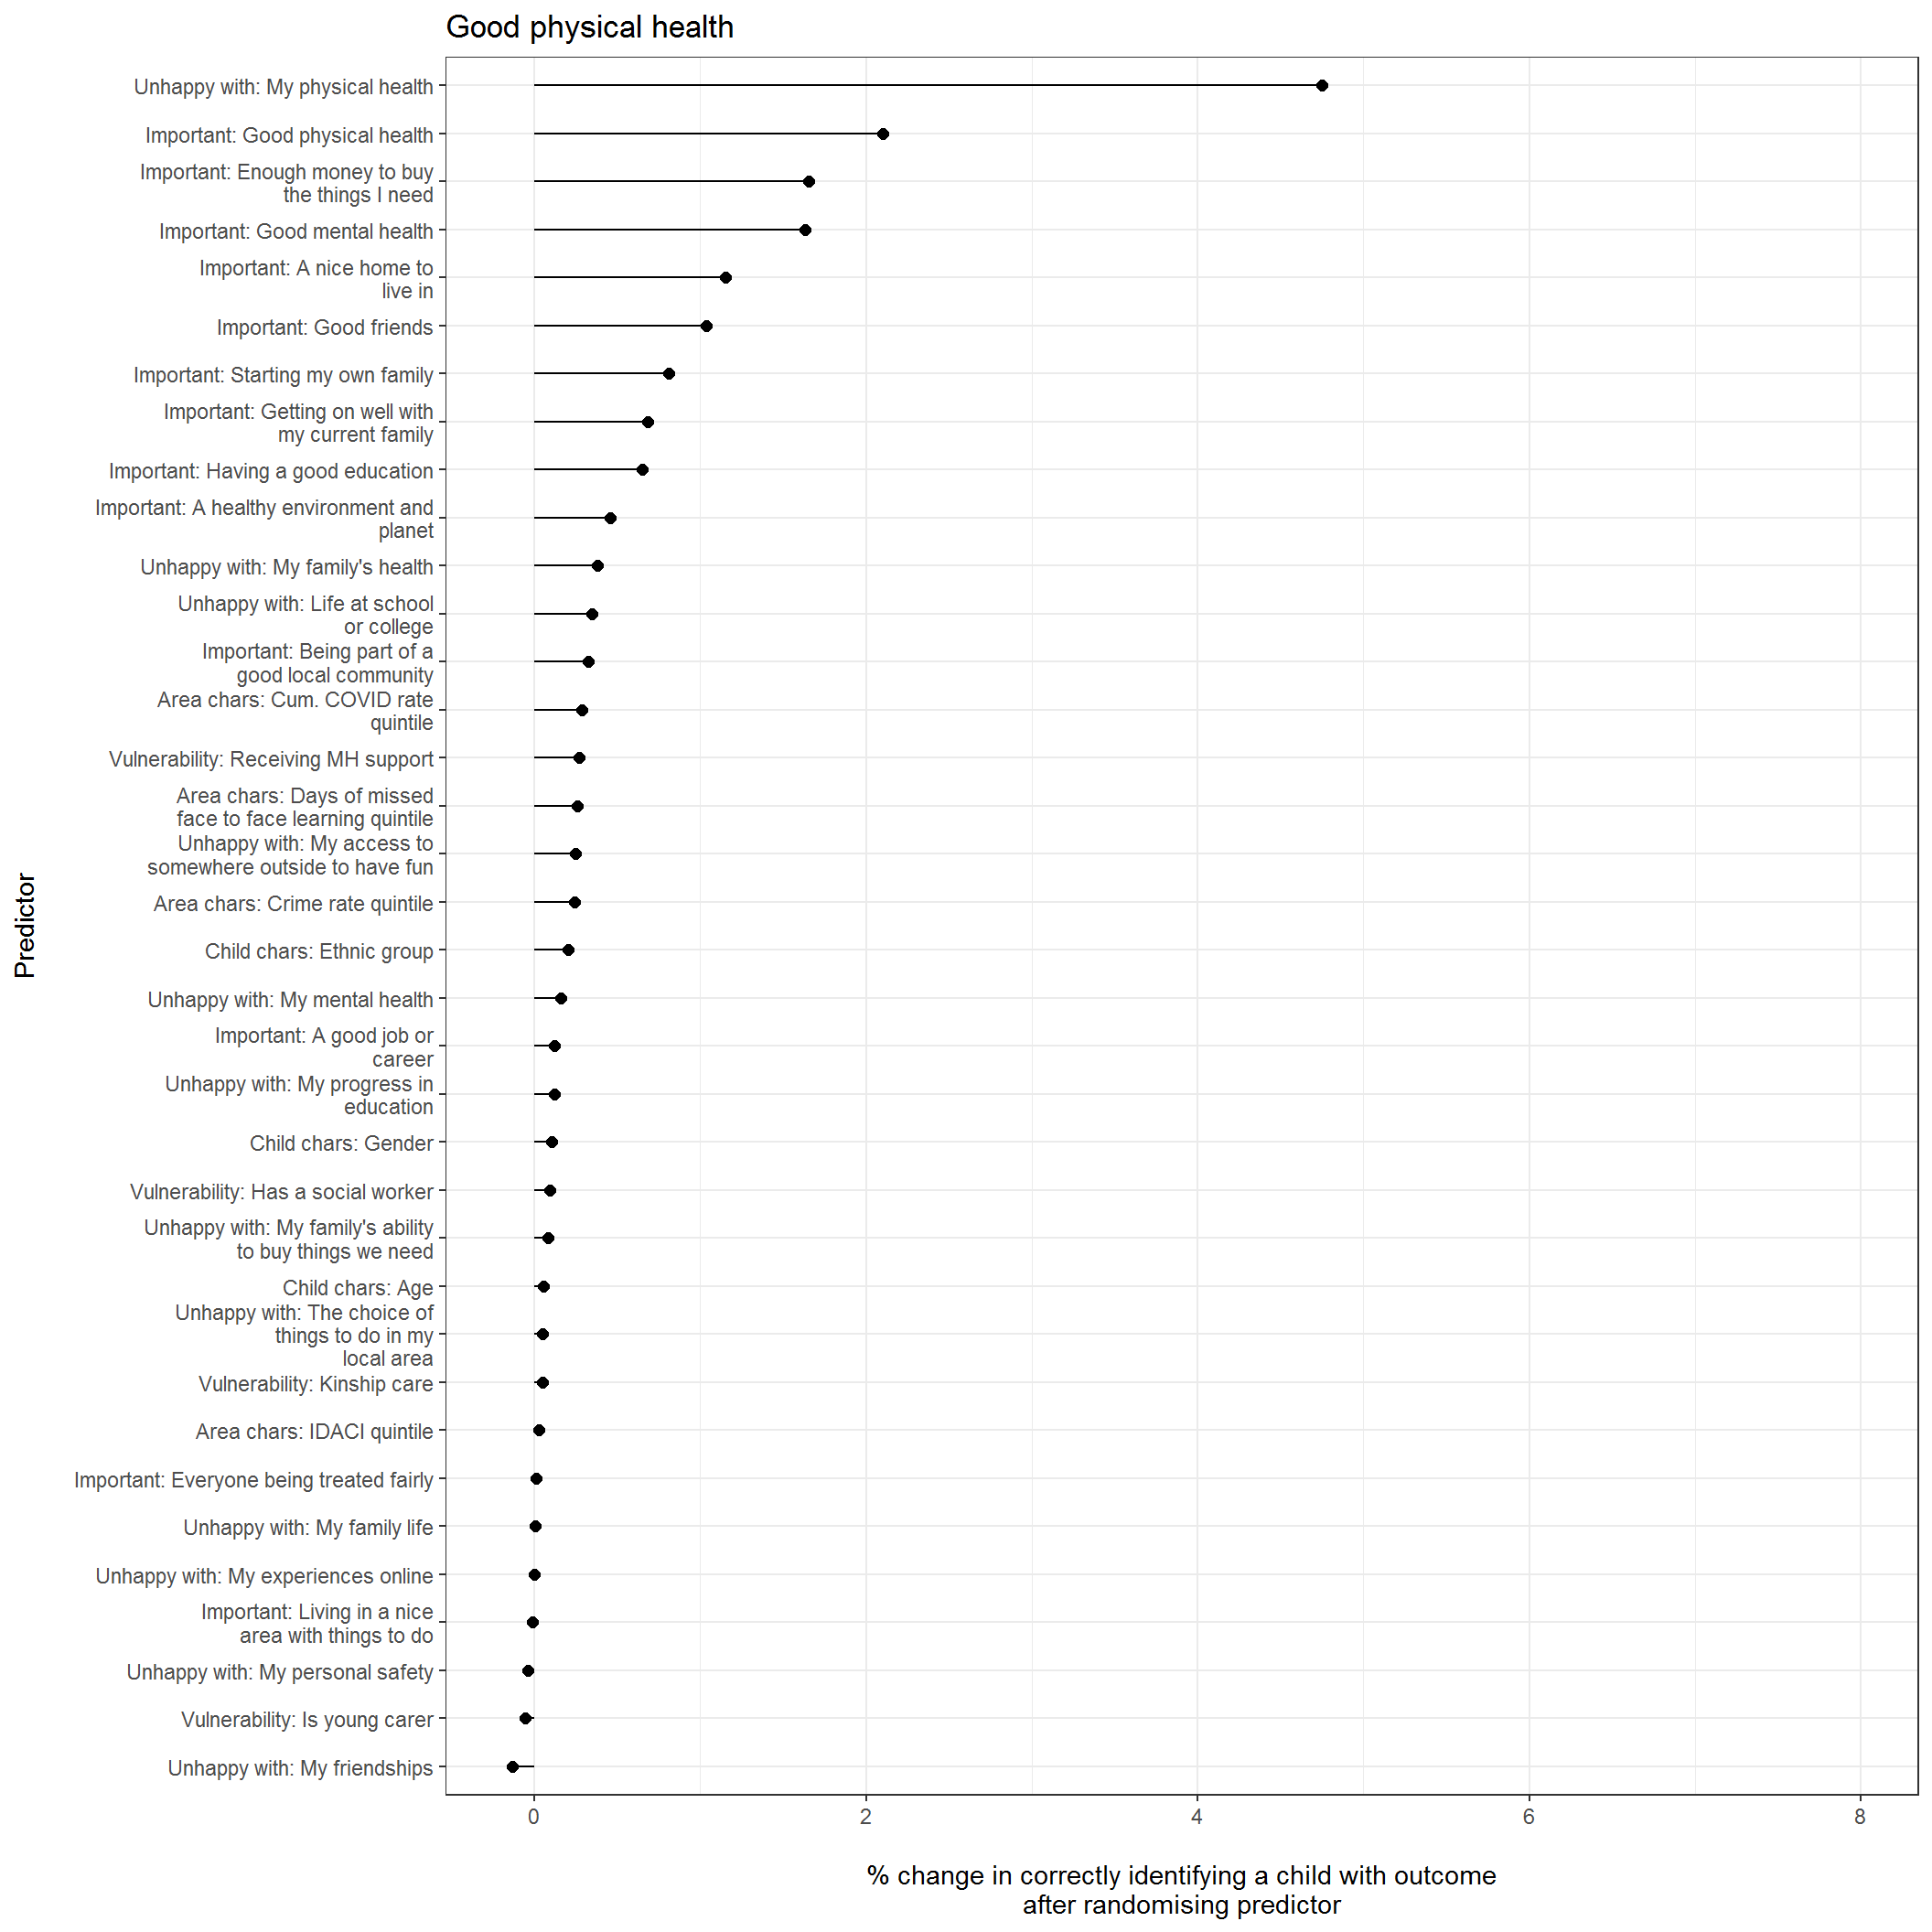 Good physical health
Unhappy with: My physical health
Important: Good physical health
Important: Enough money to buy
the things I need
Important: Good mental health
Important: A nice home to
live in
Important: Good friends
Important: Starting my own family
Important: Getting on well with
my current family
Important: Having a good education
Important: A healthy environment and
planet
Unhappy with: My family's health
Unhappy with: Life at school
or college
Important: Being part of a
good local community
Area chars: Cum. COVID rate
quintile
Vulnerability: Receiving MH support
Area chars: Days of missed
face to face learning quintile
Unhappy with: My access to
somewhere outside to have fun
Area chars: Crime rate quintile
Child chars: Ethnic group
Unhappy with: My mental health
Important: A good job or
career
Unhappy with: My progress in
education
Child chars: Gender
Vulnerability: Has a social worker
Unhappy with: My family's ability
to buy things we need
Child chars: Age
Unhappy with: The choice of
things to do in my
local area
Vulnerability: Kinship care
Area chars: IDACI quintile
Important: Everyone being treated fairly
Unhappy with: My family life
Unhappy with: My experiences online
Important: Living in a nice
area with things to do
Unhappy with: My personal safety
Vulnerability: Is young carer
Unhappy with: My friendships
Predictor
0 2 4 6 8
% change in correctly identifying a child with outcome
after randomising predictor